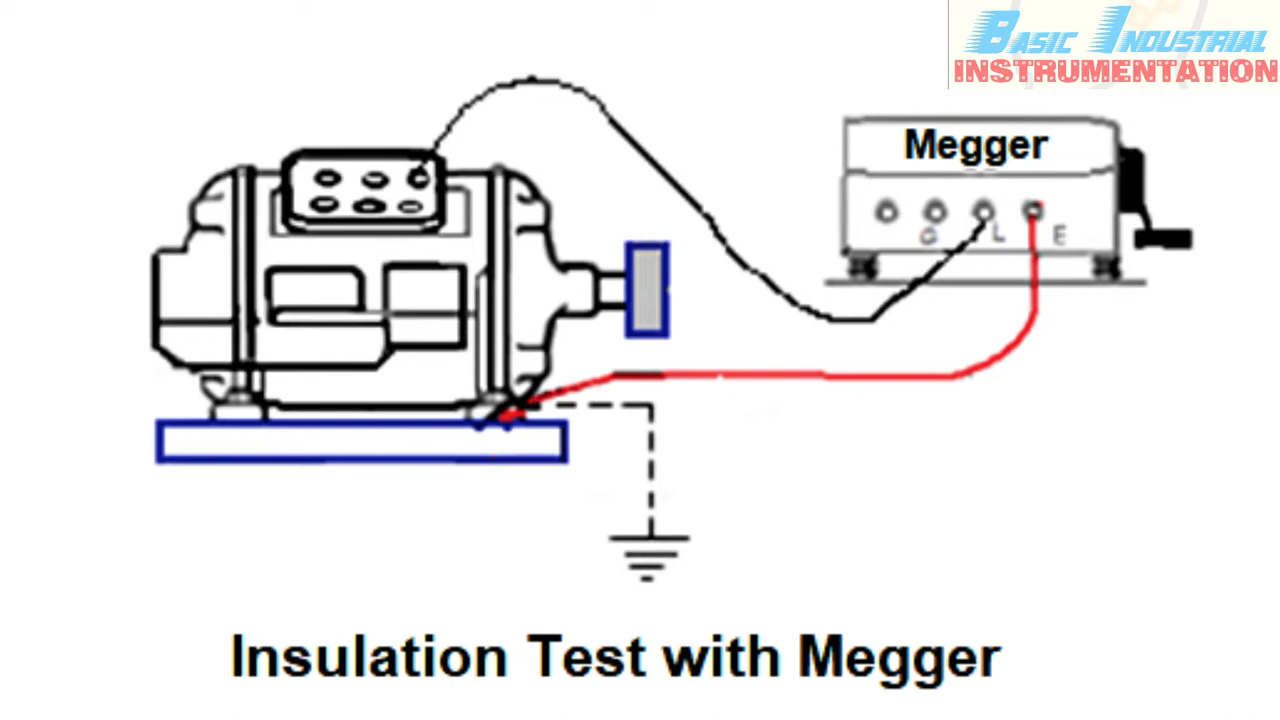 Basic Industrial
INSTRUMENTATION
Megger
G L E
Insulation Test with Megger